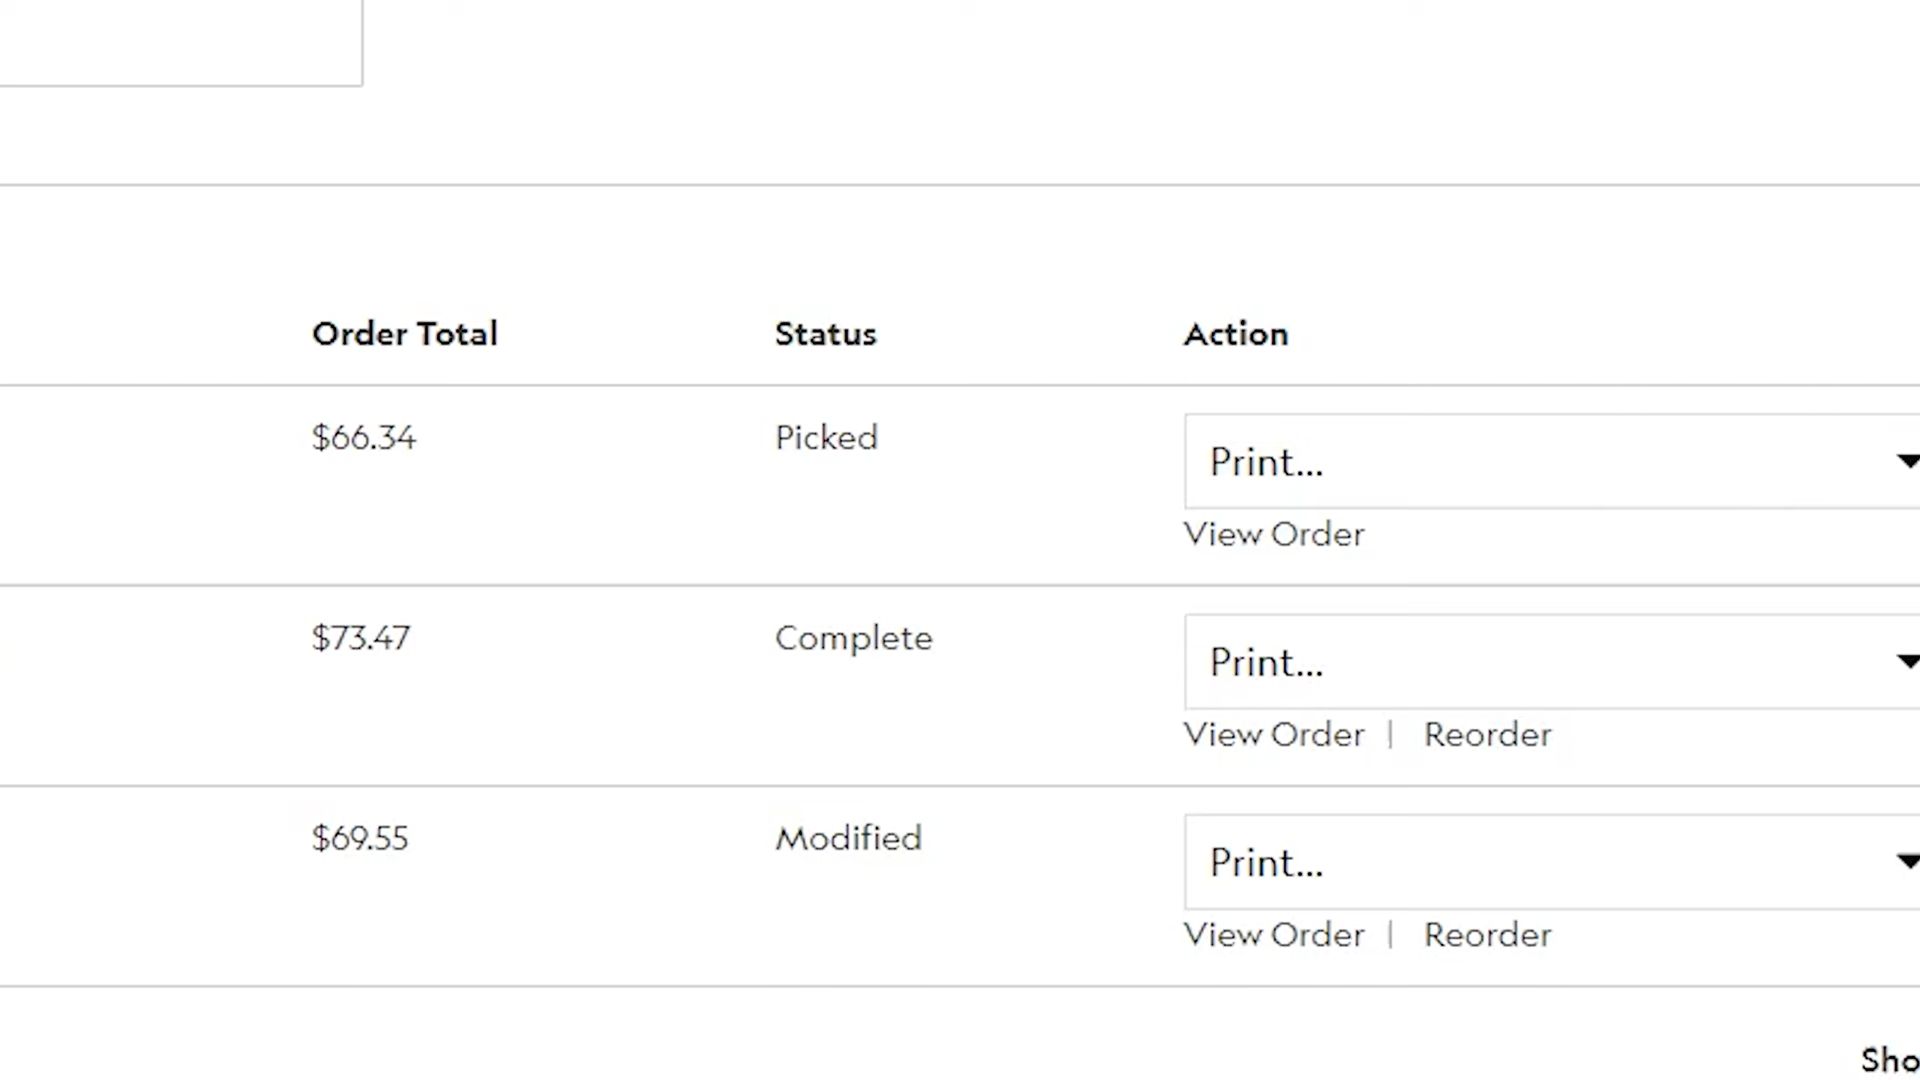 Order Total Status Action
$66.34 Picked Print...
View Order
$73.47 Complete Print...
View Order | Reorder
$69.55 Modified Print...
View Order | Reorder